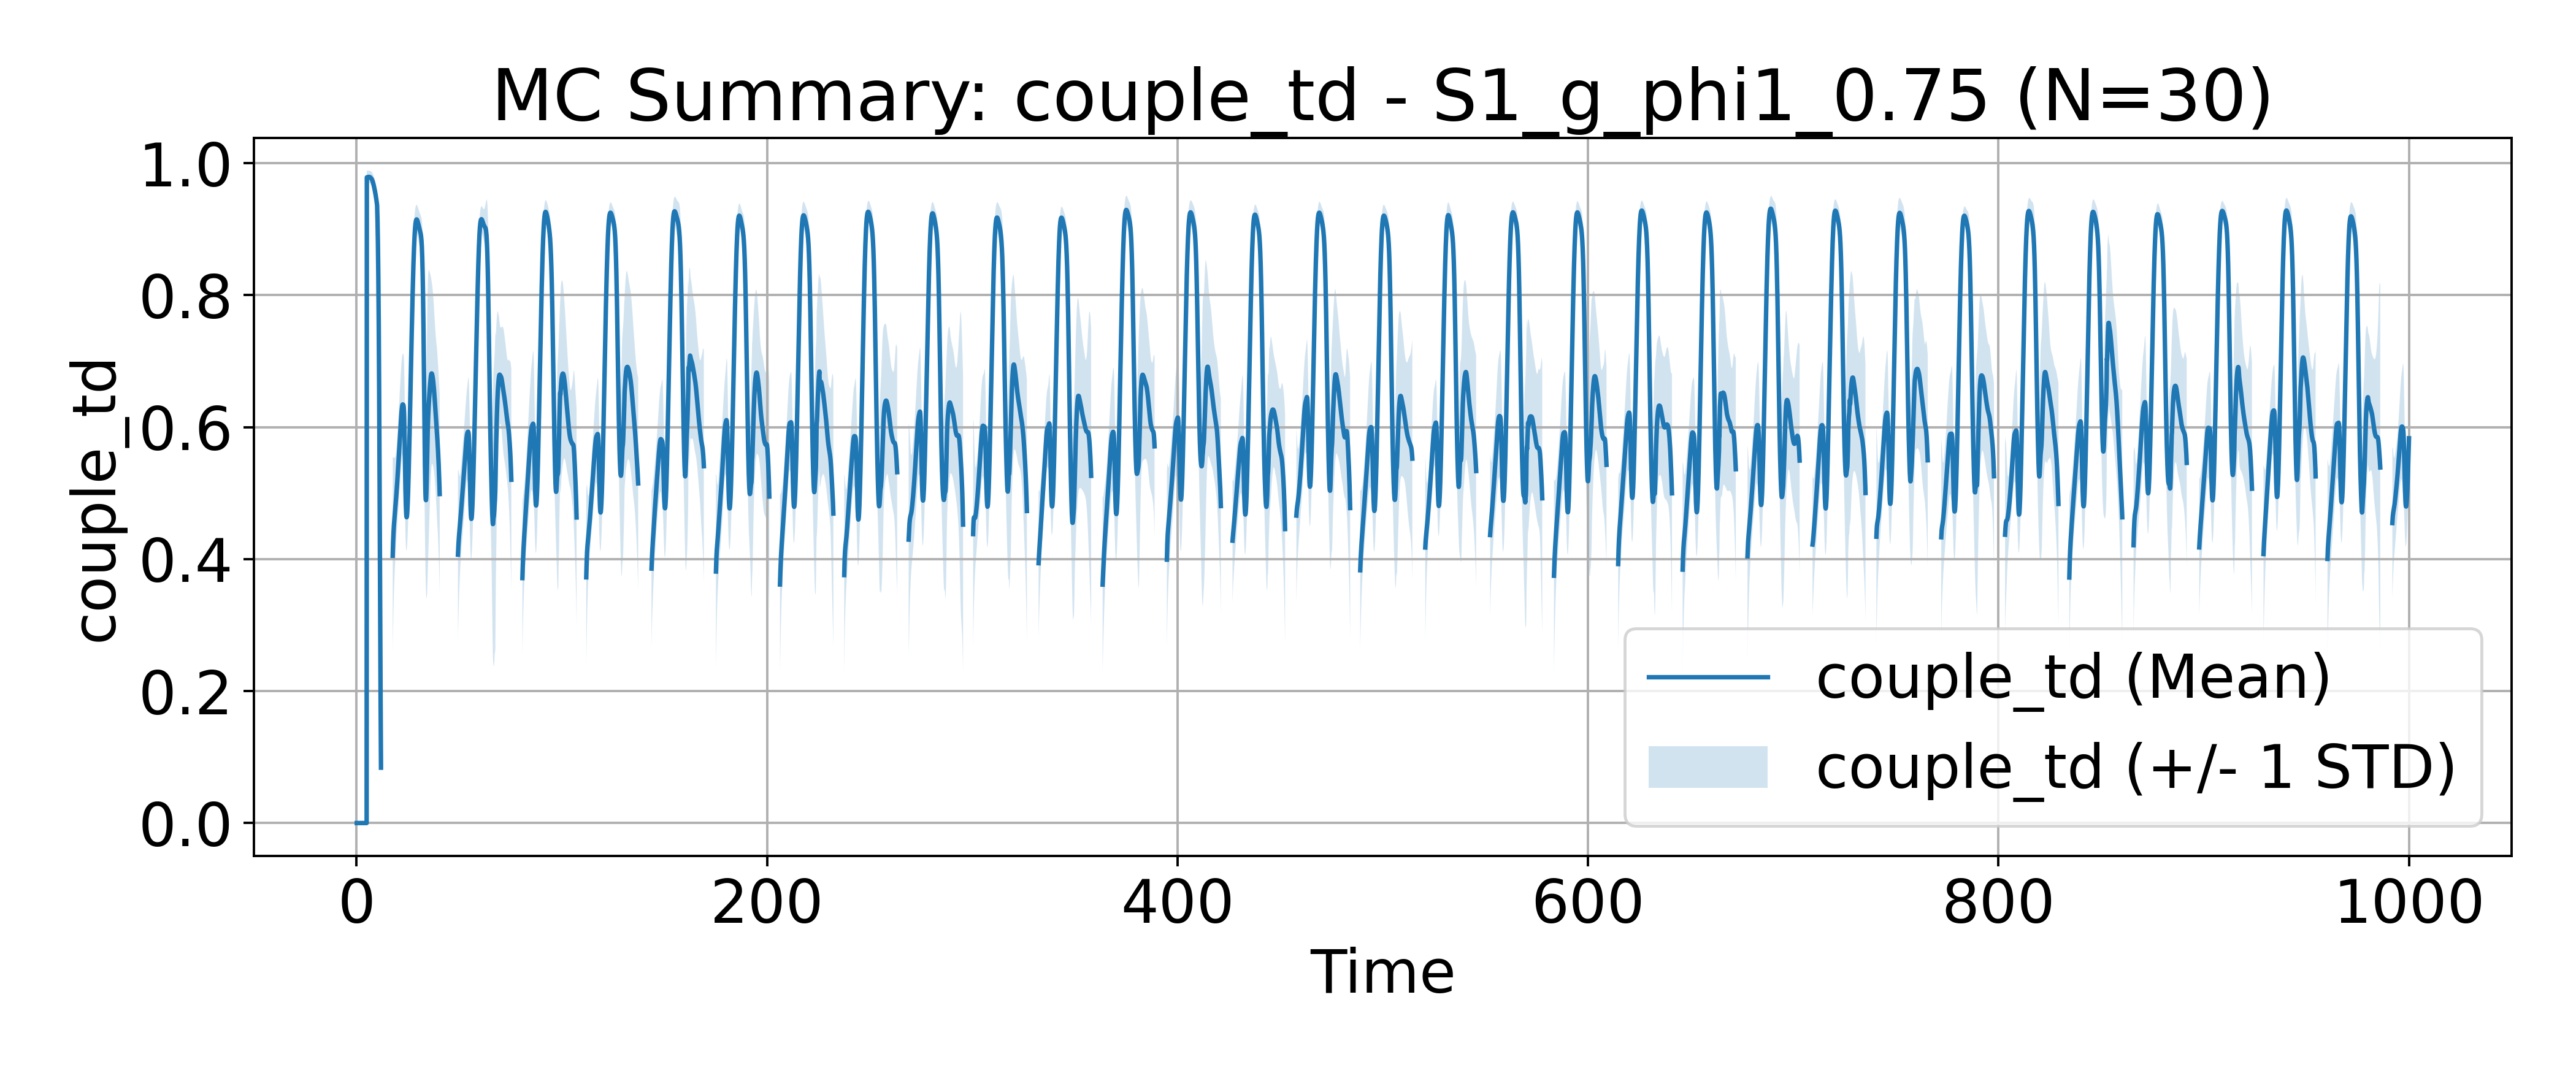 MC Summary: couple_td - S1_g_phi1_0.75 (N=30)
couple_td
1.0
0.8
0.6
0.4
0.2
0.0
0 200 400 600 800 1000
Time
couple_td (Mean)
couple_td (+/- 1 STD)